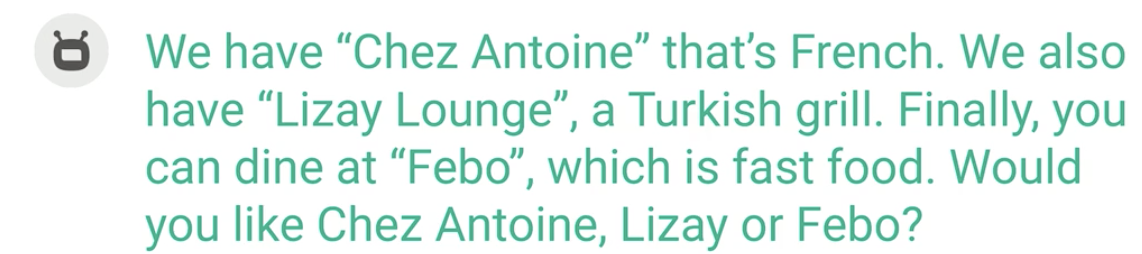 We have “Chez Antoine” that’s French. We also
have “Lizay Lounge”, a Turkish grill. Finally, you
can dine at “Febo”, which is fast food. Would
you like Chez Antoine, Lizay or Febo?